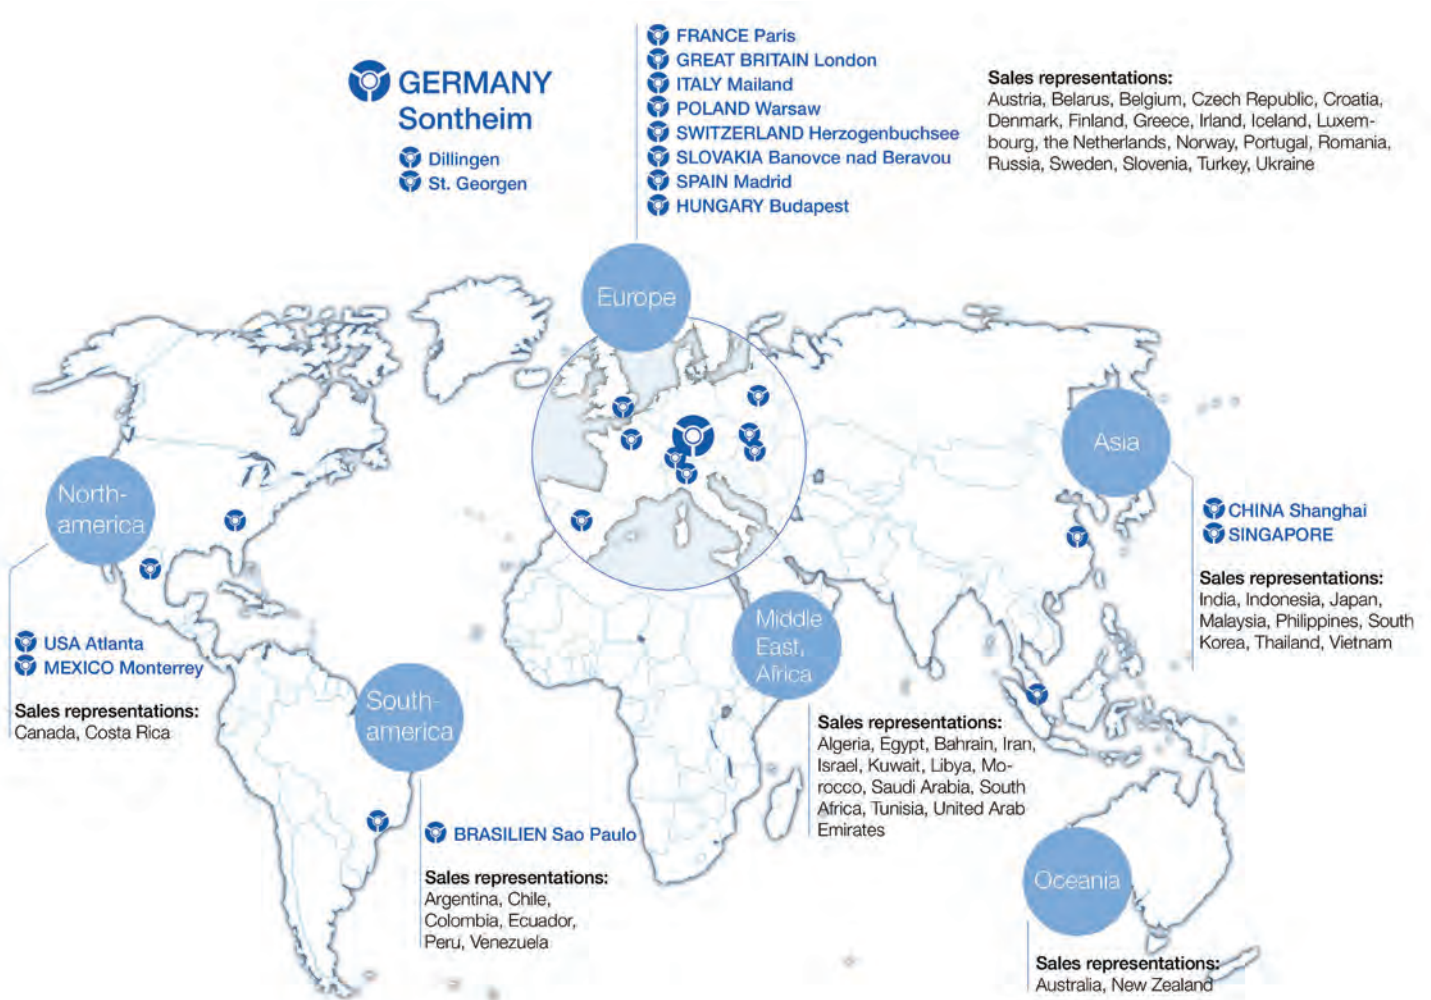 GERMANY
Sontheim
Dillingen
St. Georgen
FRANCE Paris
GREAT BRITAIN London
ITALY Mailand
POLAND Warsaw
SWITZERLAND Herzogenbuchsee
SLOVAKIA Banovce nad Beravou
SPAIN Madrid
HUNGARY Budapest
Sales representations:
Austria, Belarus, Belgium, Czech Republic, Croatia,
Denmark, Finland, Greece, Irland, Iceland, Luxem-
bourg, the Netherlands, Norway, Portugal, Romania,
Russia, Sweden, Slovenia, Turkey, Ukraine
Europe
Asia
CHINA Shanghai
SINGAPORE
Sales representations:
India, Indonesia, Japan,
Malaysia, Philippines, South
Korea, Thailand, Vietnam
North-
america
USA Atlanta
MEXICO Monterrey
Sales representations:
Canada, Costa Rica
South-
america
BRASILIEN Sao Paulo
Sales representations:
Argentina, Chile,
Colombia, Ecuador,
Peru, Venezuela
Middle
East,
Africa
Sales representations:
Algeria, Egypt, Bahrain, Iran,
Israel, Kuwait, Libya, Mo-
rocco, Saudi Arabia, South
Africa, Tunisia, United Arab
Emirates
Oceania
Sales representations:
Australia, New Zealand